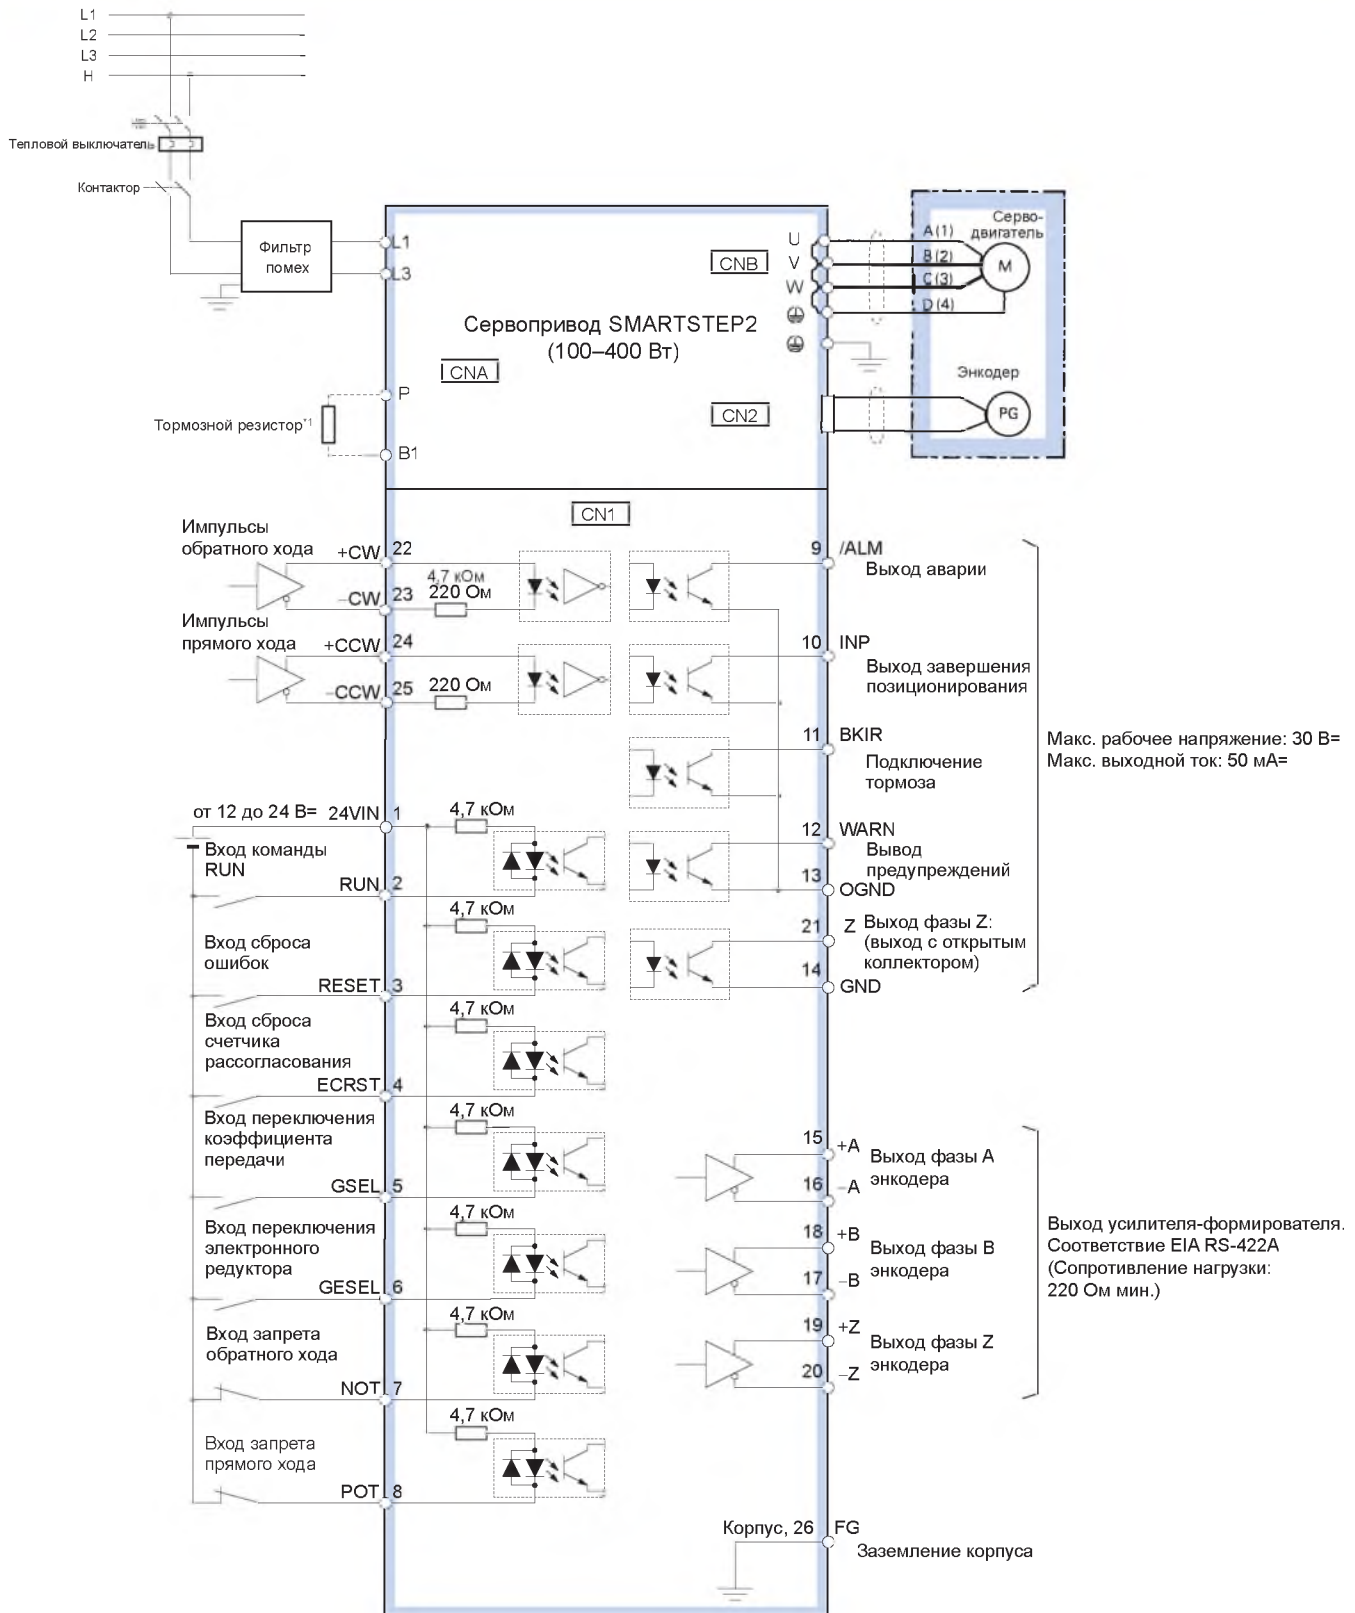 L1
L2
L3
Н
Тепловой выключатель
Контактор
Фильтр
помех
L1
L3
Сервопривод SMARTSTEP2
(100–400 Вт)
CNA
CNB
CN2
U
V
W
A (1)
B (2)
C (3)
D (4)
Серво-
двигатель
M
Энкодер
PG
P
Тормозной резистор*1
B1
CN1
Импульсы
обратного хода
+CW
22
4,7 кОм
220 Ом
–CW
23
Импульсы
прямого хода
+CCW
24
–CCW
25
220 Ом
9
/ALM
Выход аварии
10
INP
Выход завершения
позиционирования
11
BKIR
Подключение
тормоза
12
WARN
Вывод
предупреждений
13
OGND
21
Z
Выход фазы Z:
(выход с открытым
коллектором)
14
GND
Макс. рабочее напряжение: 30 В=
Макс. выходной ток: 50 мА=
от 12 до 24 В=
24VIN
1
4,7 кОм
Вход команды
RUN
RUN
2
4,7 кОм
Вход сброса
ошибок
RESET
3
4,7 кОм
Вход сброса
счетчика
рассогласования
ECRST
4
4,7 кОм
Вход переключения
коэффициента
передачи
GSEL
5
4,7 кОм
Вход переключения
электронного
редуктора
GESEL
6
4,7 кОм
Вход запрета
обратного хода
NOT
7
4,7 кОм
Вход запрета
прямого хода
POT
8
15
+A
Выход фазы A
энкодера
16
–A
18
+B
Выход фазы B
энкодера
17
–B
19
+Z
Выход фазы Z
энкодера
20
–Z
Выход усилителя-формирователя.
Соответствие EIA RS-422A
(Сопротивление нагрузки:
220 Ом мин.)
Корпус, 26
FG
Заземление корпуса